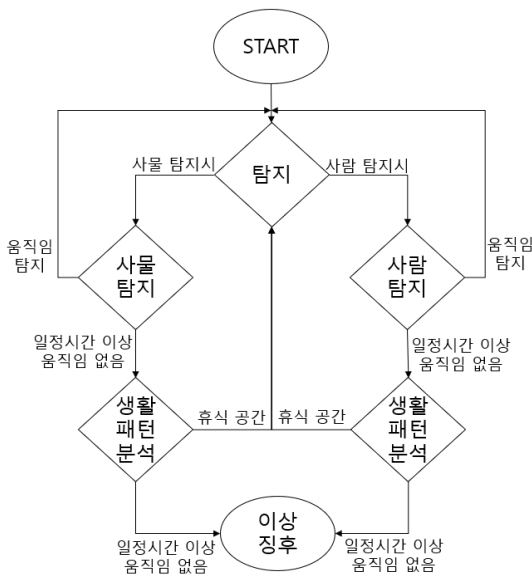 START
사물 탐지시
탐지
사람 탐지시
움직임
탐지
사물
탐지
사람
탐지
움직임
탐지
일정시간 이상
움직임 없음
일정시간 이상
움직임 없음
생활
패턴
분석
휴식 공간
휴식 공간
생활
패턴
분석
일정시간 이상
움직임 없음
이상
징후
일정시간 이상
움직임 없음